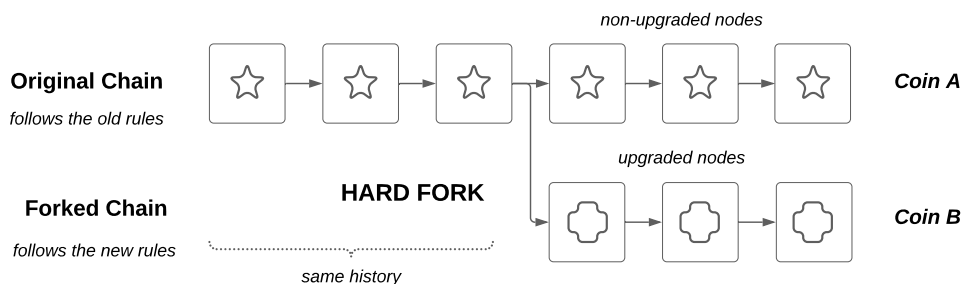 non-upgraded nodes
Original Chain
Coin A
follows the old rules
upgraded nodes
HARD FORK
Forked Chain
Coin B
follows the new rules
same history